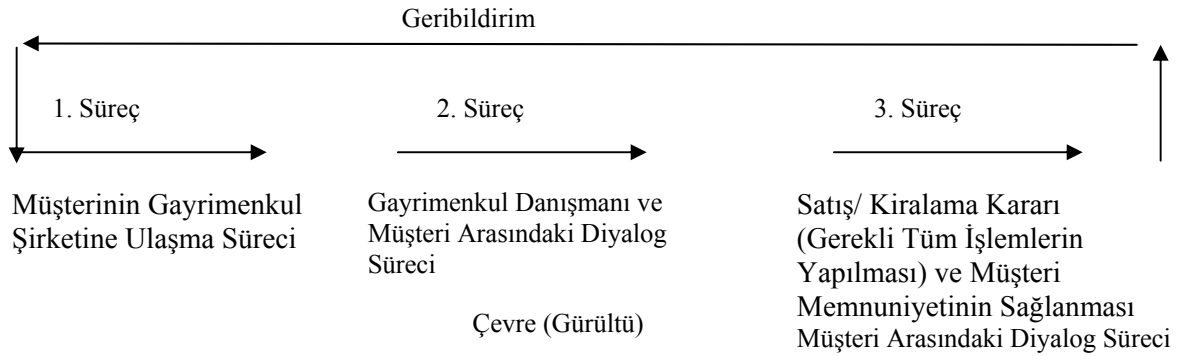 Geribildirim
1. Süreç
2. Süreç
3. Süreç
Müşterinin Gayrimenkul
Şirketine Ulaşma Süreci
Gayrimenkul Danışmanı ve
Müşteri Arasındaki Diyalog
Süreci
Satış/ Kiralama Kararı
(Gerekli Tüm İşlemlerin
Yapılması) ve Müşteri
Memnuniyetinin Sağlanması
Müşteri Arasındaki Diyalog Süreci
Çevre (Gürültü)